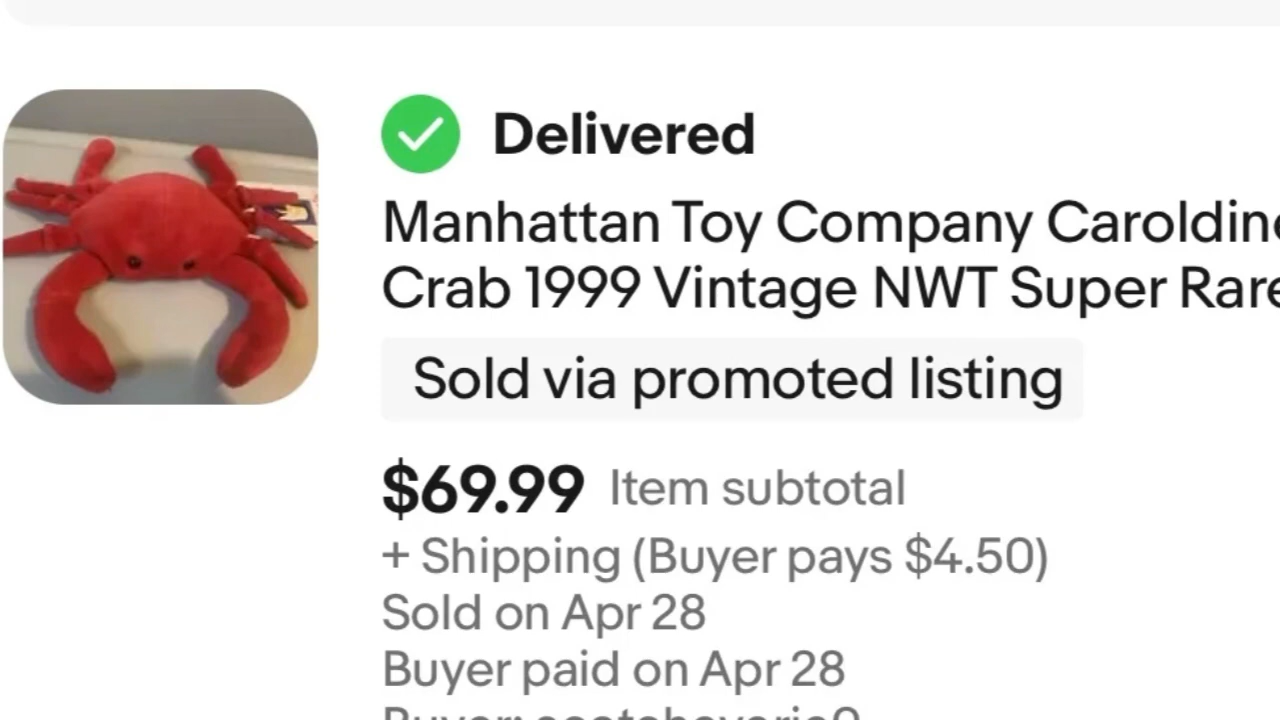 Delivered
Manhattan Toy Company
Crab 1999 Vintage NWT Super Rare
Sold via promoted listing
$69.99 Item subtotal
+ Shipping (Buyer pays $4.50)
Sold on Apr 28
Buyer paid on Apr 28
Buyer: